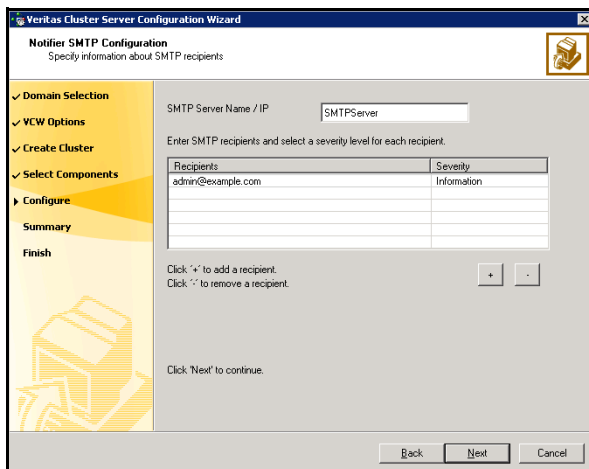 Veritas Cluster Server Configuration Wizard
Notifier SMTP Configuration
Specify information about SMTP recipients
Domain Selection
VCW Options
Create Cluster
Select Components
Configure
Summary
Finish
SMTP Server Name / IP
SMTPServer
Enter SMTP recipients and select a severity level for each recipient.
Recipients Severity
admin@example.com Information
Click '+' to add a recipient.
Click '-' to remove a recipient.
+ -
Click 'Next' to continue.
Back Next Cancel